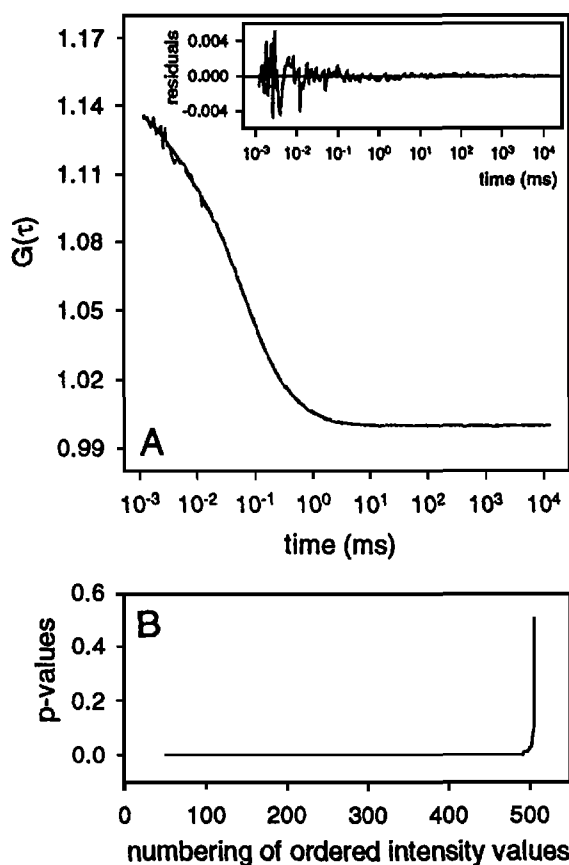 1.17
1.14
1.11
1.08
1.05
1.02
0.99
G(τ)
0.004
0.000
-0.004
residuals
10⁻³ 10⁻² 10⁻¹ 10⁰ 10¹ 10² 10³ 10⁴
time (ms)
A
10⁻³ 10⁻² 10⁻¹ 10⁰ 10¹ 10² 10³ 10⁴
time (ms)
0.6
0.4
0.2
0.0
p-values
B
0 100 200 300 400 500
numbering of ordered intensity values